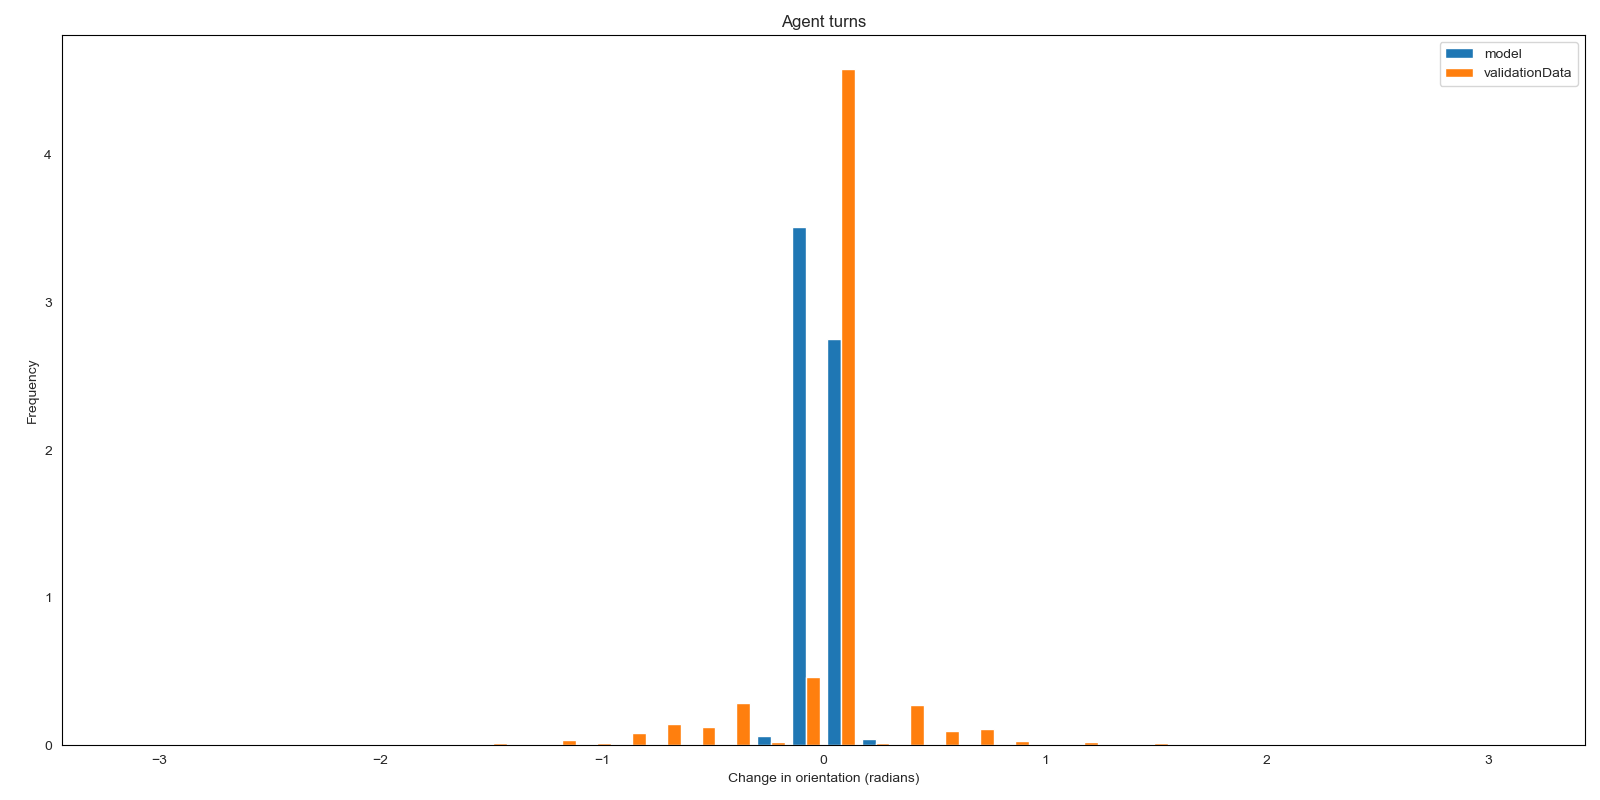 Agent turns
model
validationData
4
3
2
1
0
Frequency
−3 −2 −1 0 1 2 3
Change in orientation (radians)